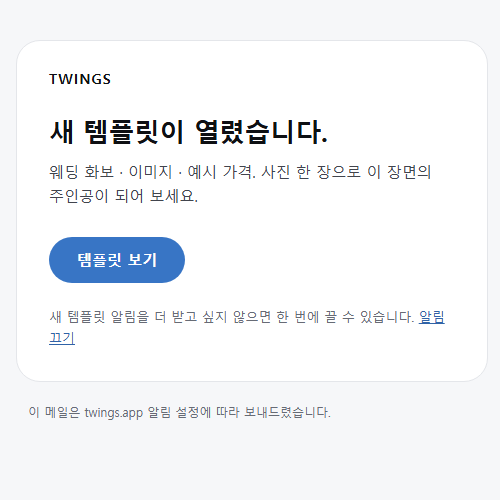 TWINGS
새 템플릿이 열렸습니다.
웨딩 화보 · 이미지 · 예시 가격. 사진 한 장으로 이 장면의
주인공이 되어 보세요.
템플릿 보기
새 템플릿 알림을 더 받고 싶지 않으면 한 번에 끌 수 있습니다. 알림
끄기
이 메일은 twings.app 알림 설정에 따라 보내드렸습니다.